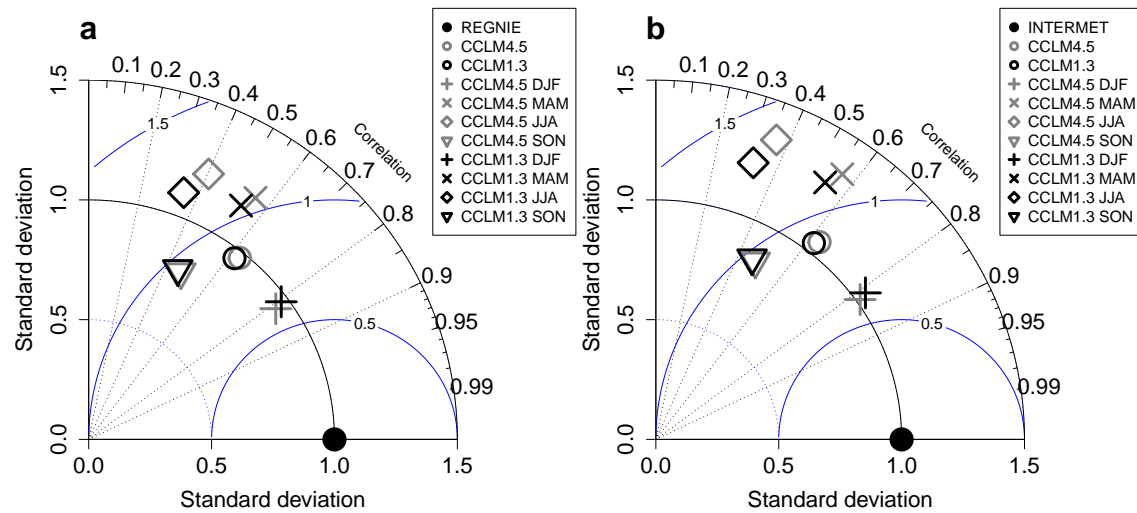 a
REGNIE
CCLM4.5
CCLM1.3
CCLM4.5 DJF
CCLM4.5 MAM
CCLM4.5 JJA
CCLM4.5 SON
CCLM1.3 DJF
CCLM1.3 MAM
CCLM1.3 JJA
CCLM1.3 SON
0.1 0.2 0.3 0.4 0.5 0.6 0.7 0.8 0.9 0.95 0.99
Correlation
1.5
1
0.5
Standard deviation
1.5
1.0
0.5
0.0
0.0 0.5 1.0 1.5
Standard deviation
b
INTERMET
CCLM4.5
CCLM1.3
CCLM4.5 DJF
CCLM4.5 MAM
CCLM4.5 JJA
CCLM4.5 SON
CCLM1.3 DJF
CCLM1.3 MAM
CCLM1.3 JJA
CCLM1.3 SON
0.1 0.2 0.3 0.4 0.5 0.6 0.7 0.8 0.9 0.95 0.99
Correlation
1.5
1
0.5
Standard deviation
1.5
1.0
0.5
0.0
0.0 0.5 1.0 1.5
Standard deviation